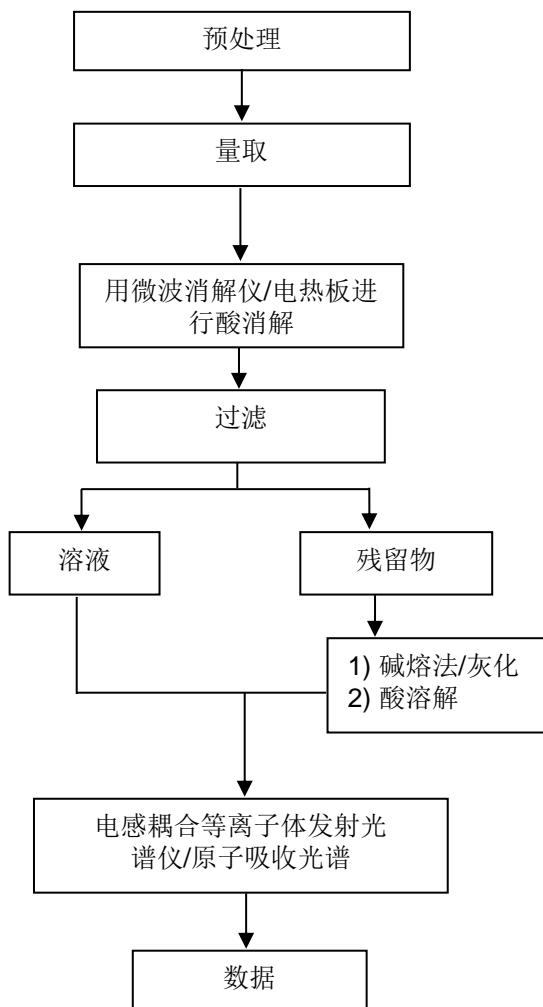 预处理
量取
用微波消解仪/电热板进
行酸消解
过滤
溶液
残留物
1) 碱熔法/灰化
2) 酸溶解
电感耦合等离子体发射光
谱仪/原子吸收光谱
数据